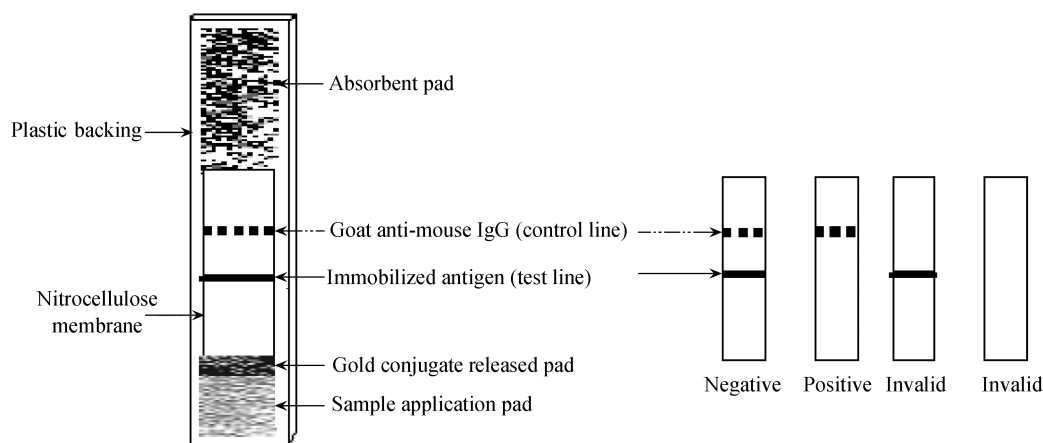 Absorbent pad
Plastic backing
Goat anti-mouse IgG (control line)
Immobilized antigen (test line)
Nitrocellulose
membrane
Gold conjugate released pad
Sample application pad
Negative
Positive
Invalid
Invalid